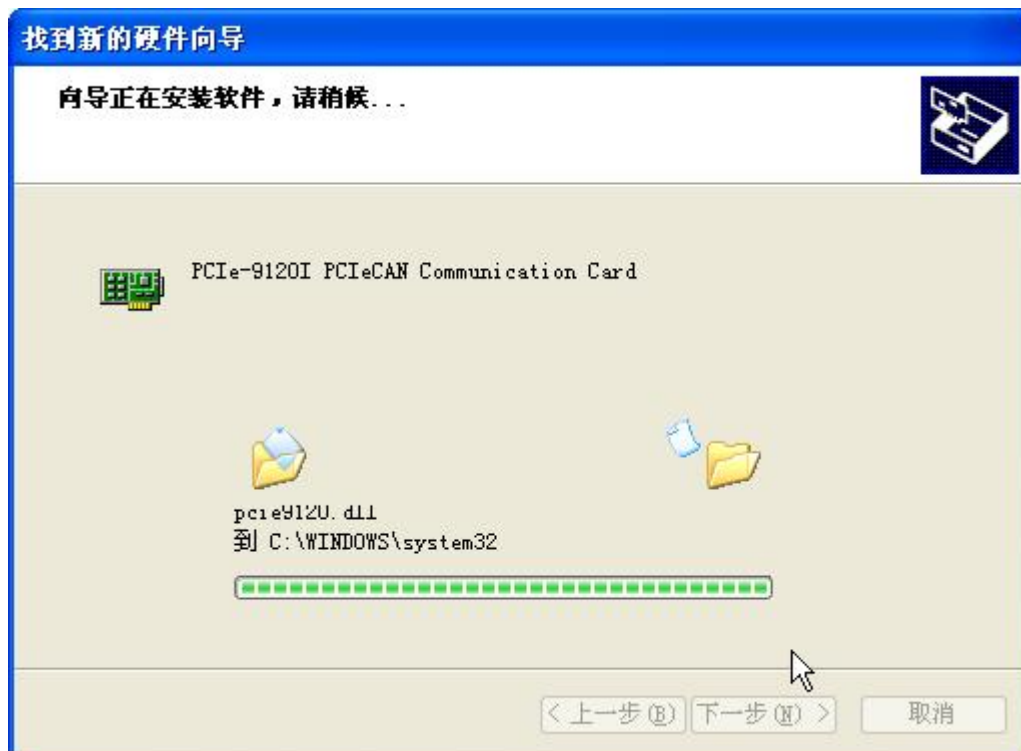 找到新的硬件向导
向导正在安装软件，请稍候...
PCIe-9120I PCIeCAN Communication Card
pcie9120.dll
到 C:\WINDOWS\system32
< 上一步(B) 下一步(N) > 取消